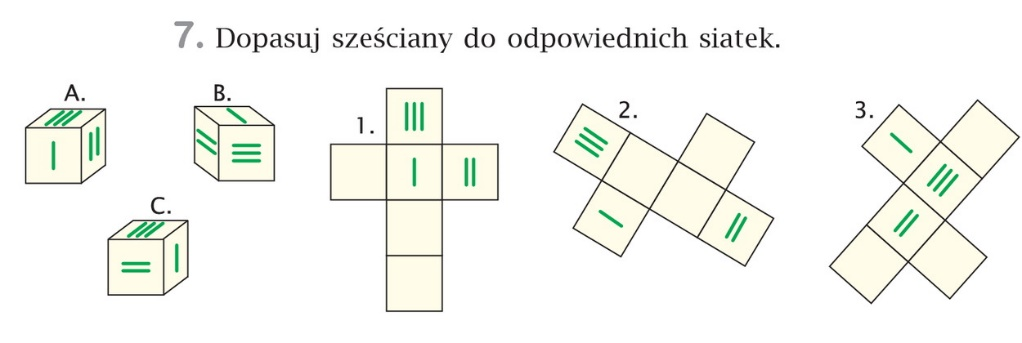 7. Dopasuj sześciany do odpowiednich siatek.
A.
B.
C.
1.
2.
3.